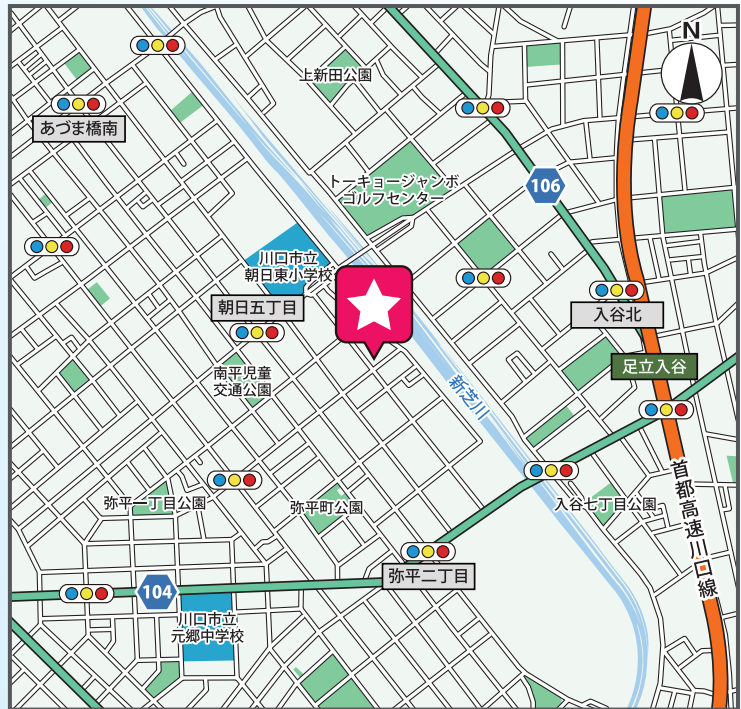 N
上新田公園
あづま橋南
トーキョージャンボ
ゴルフセンター
106
川口市立
朝日東小学校
朝日五丁目
入谷北
足立入谷
南平児童
交通公園
新芝川
弥平一丁目公園
弥平町公園
入谷七丁目公園
首都高速川口線
弥平二丁目
104
川口市立
元郷中学校